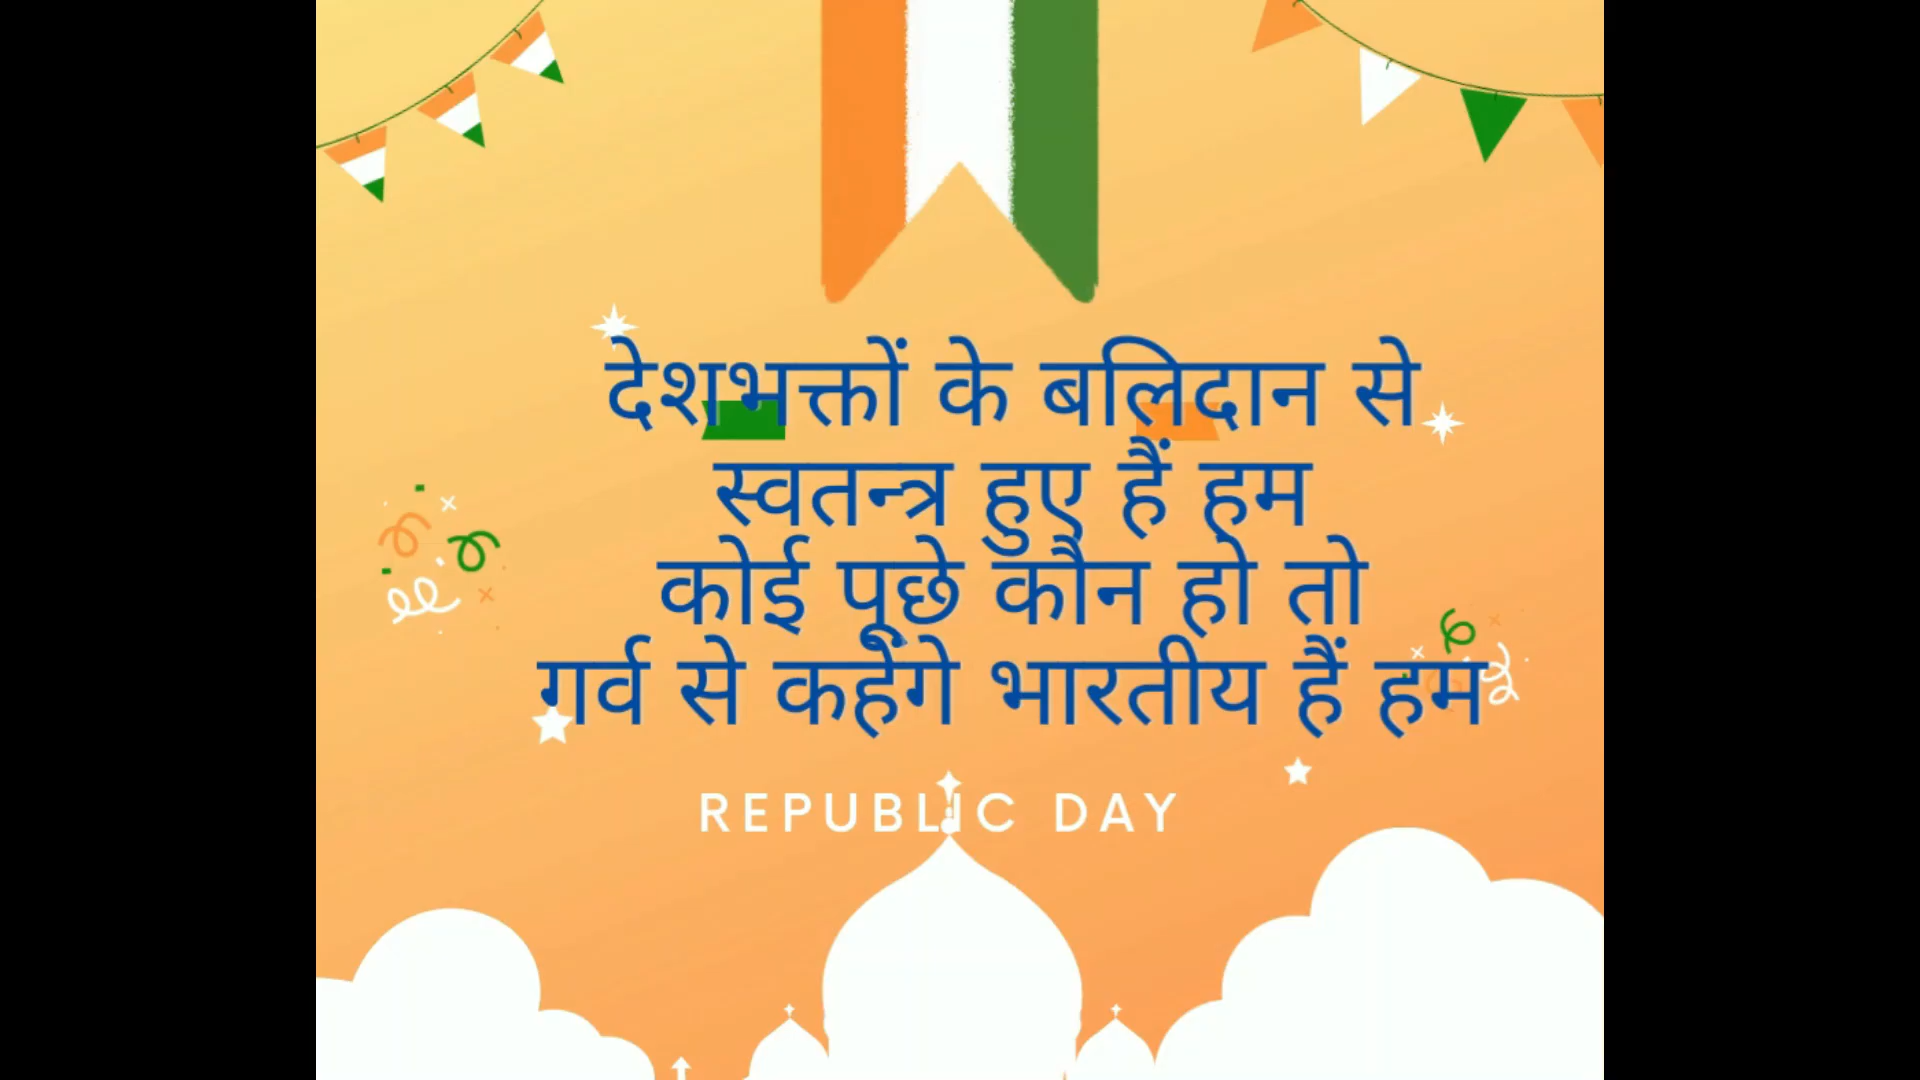 देशभक्तों के बलिदान से
स्वतन्त्र हुए हैं हम
कोई पूछे कौन हो तो
गर्व से कहेंगे भारतीय हैं हम
REPUBLIC DAY